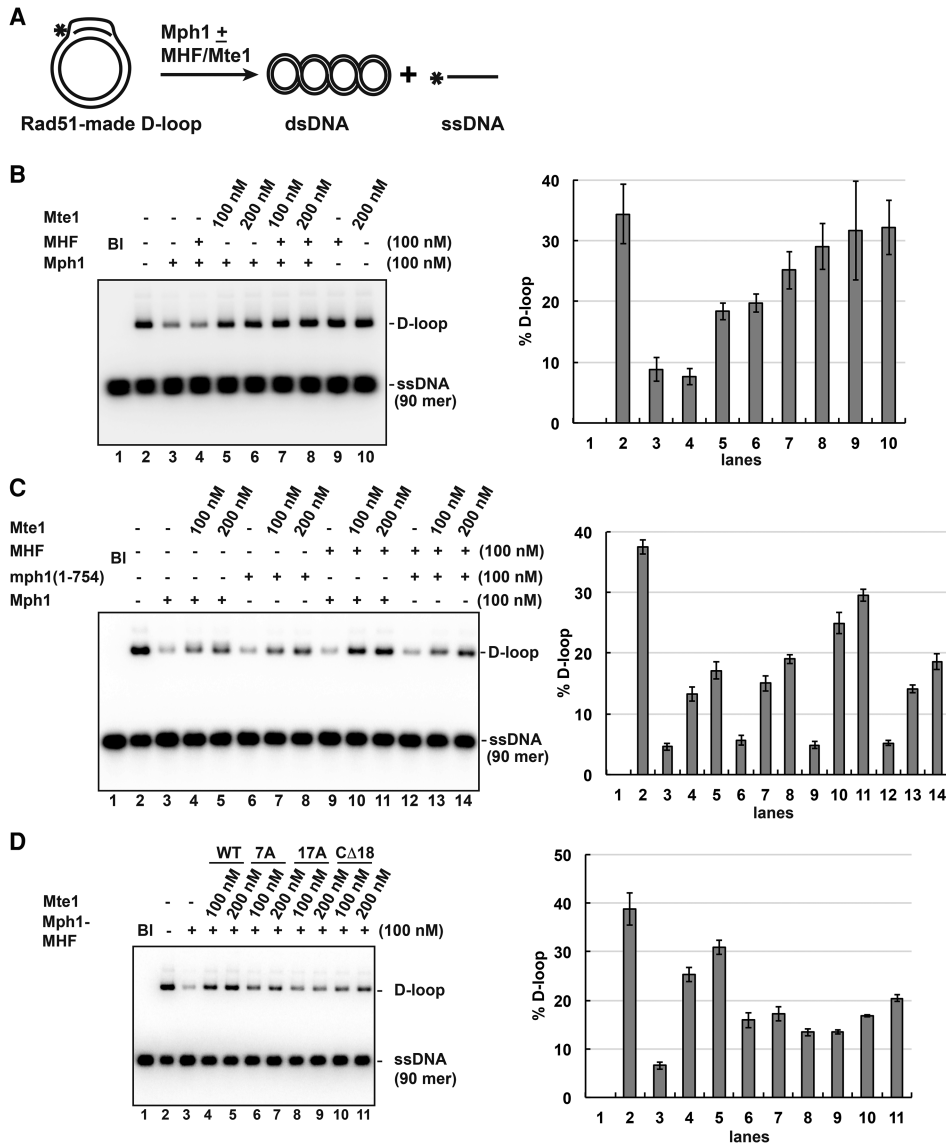 A
Mph1 ±
MHF/Mte1
*
+
*
Rad51-made D-loop
dsDNA
ssDNA
B
Mte1 - - - 100 nM 200 nM 100 nM 200 nM - 200 nM
MHF BI - - + - - + + + - (100 nM)
Mph1 - + + + + + + - - (100 nM)
-D-loop
-ssDNA
(90 mer)
1 2 3 4 5 6 7 8 9 10
% D-loop
40
30
20
10
0
1 2 3 4 5 6 7 8 9 10
lanes
C
Mte1 - - 100 nM 200 nM - 100 nM 200 nM - 100 nM 200 nM - 100 nM 200 nM
MHF BI - - - - - - - + + + + + + (100 nM)
mph1(1-754) - - - - + + + - - - + + + (100 nM)
Mph1 - + + + - - - + + + - - - (100 nM)
-D-loop
-ssDNA
(90 mer)
1 2 3 4 5 6 7 8 9 10 11 12 13 14
% D-loop
40
30
20
10
0
1 2 3 4 5 6 7 8 9 10 11 12 13 14
lanes
D
WT 7A 17A CΔ18
Mte1 - - 100 nM 200 nM 100 nM 200 nM 100 nM 200 nM 100 nM 200 nM
Mph1-
MHF BI - + + + + + + + + + (100 nM)
- D-loop
- ssDNA
(90 mer)
1 2 3 4 5 6 7 8 9 10 11
% D-loop
50
40
30
20
10
0
1 2 3 4 5 6 7 8 9 10 11
lanes